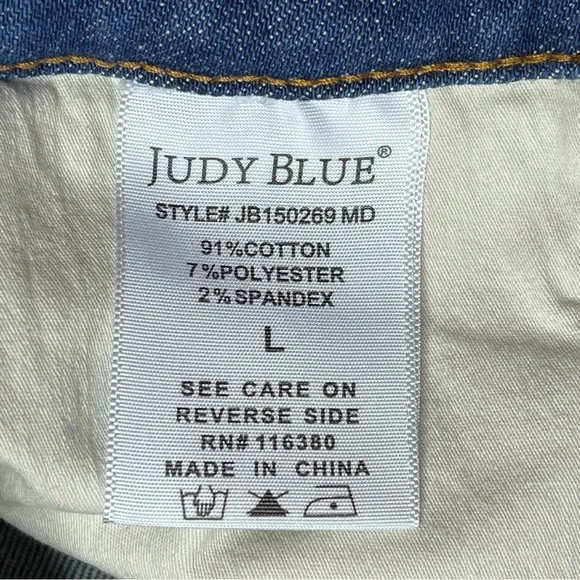 JUDY BLUE®
STYLE# JB150269 MD
91%COTTON
7%POLYESTER
2%SPANDEX
L
SEE CARE ON
REVERSE SIDE
RN# 116380
MADE IN CHINA